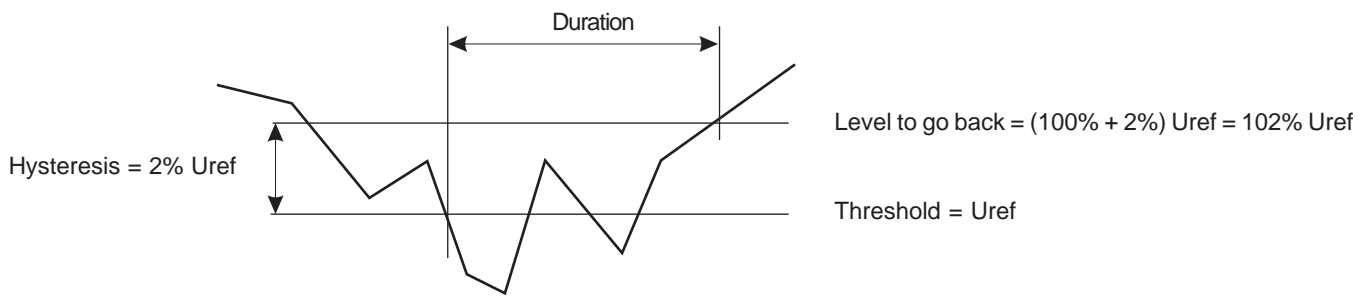 Duration
Level to go back = (100% + 2%) Uref = 102% Uref
Hysteresis = 2% Uref
Threshold = Uref